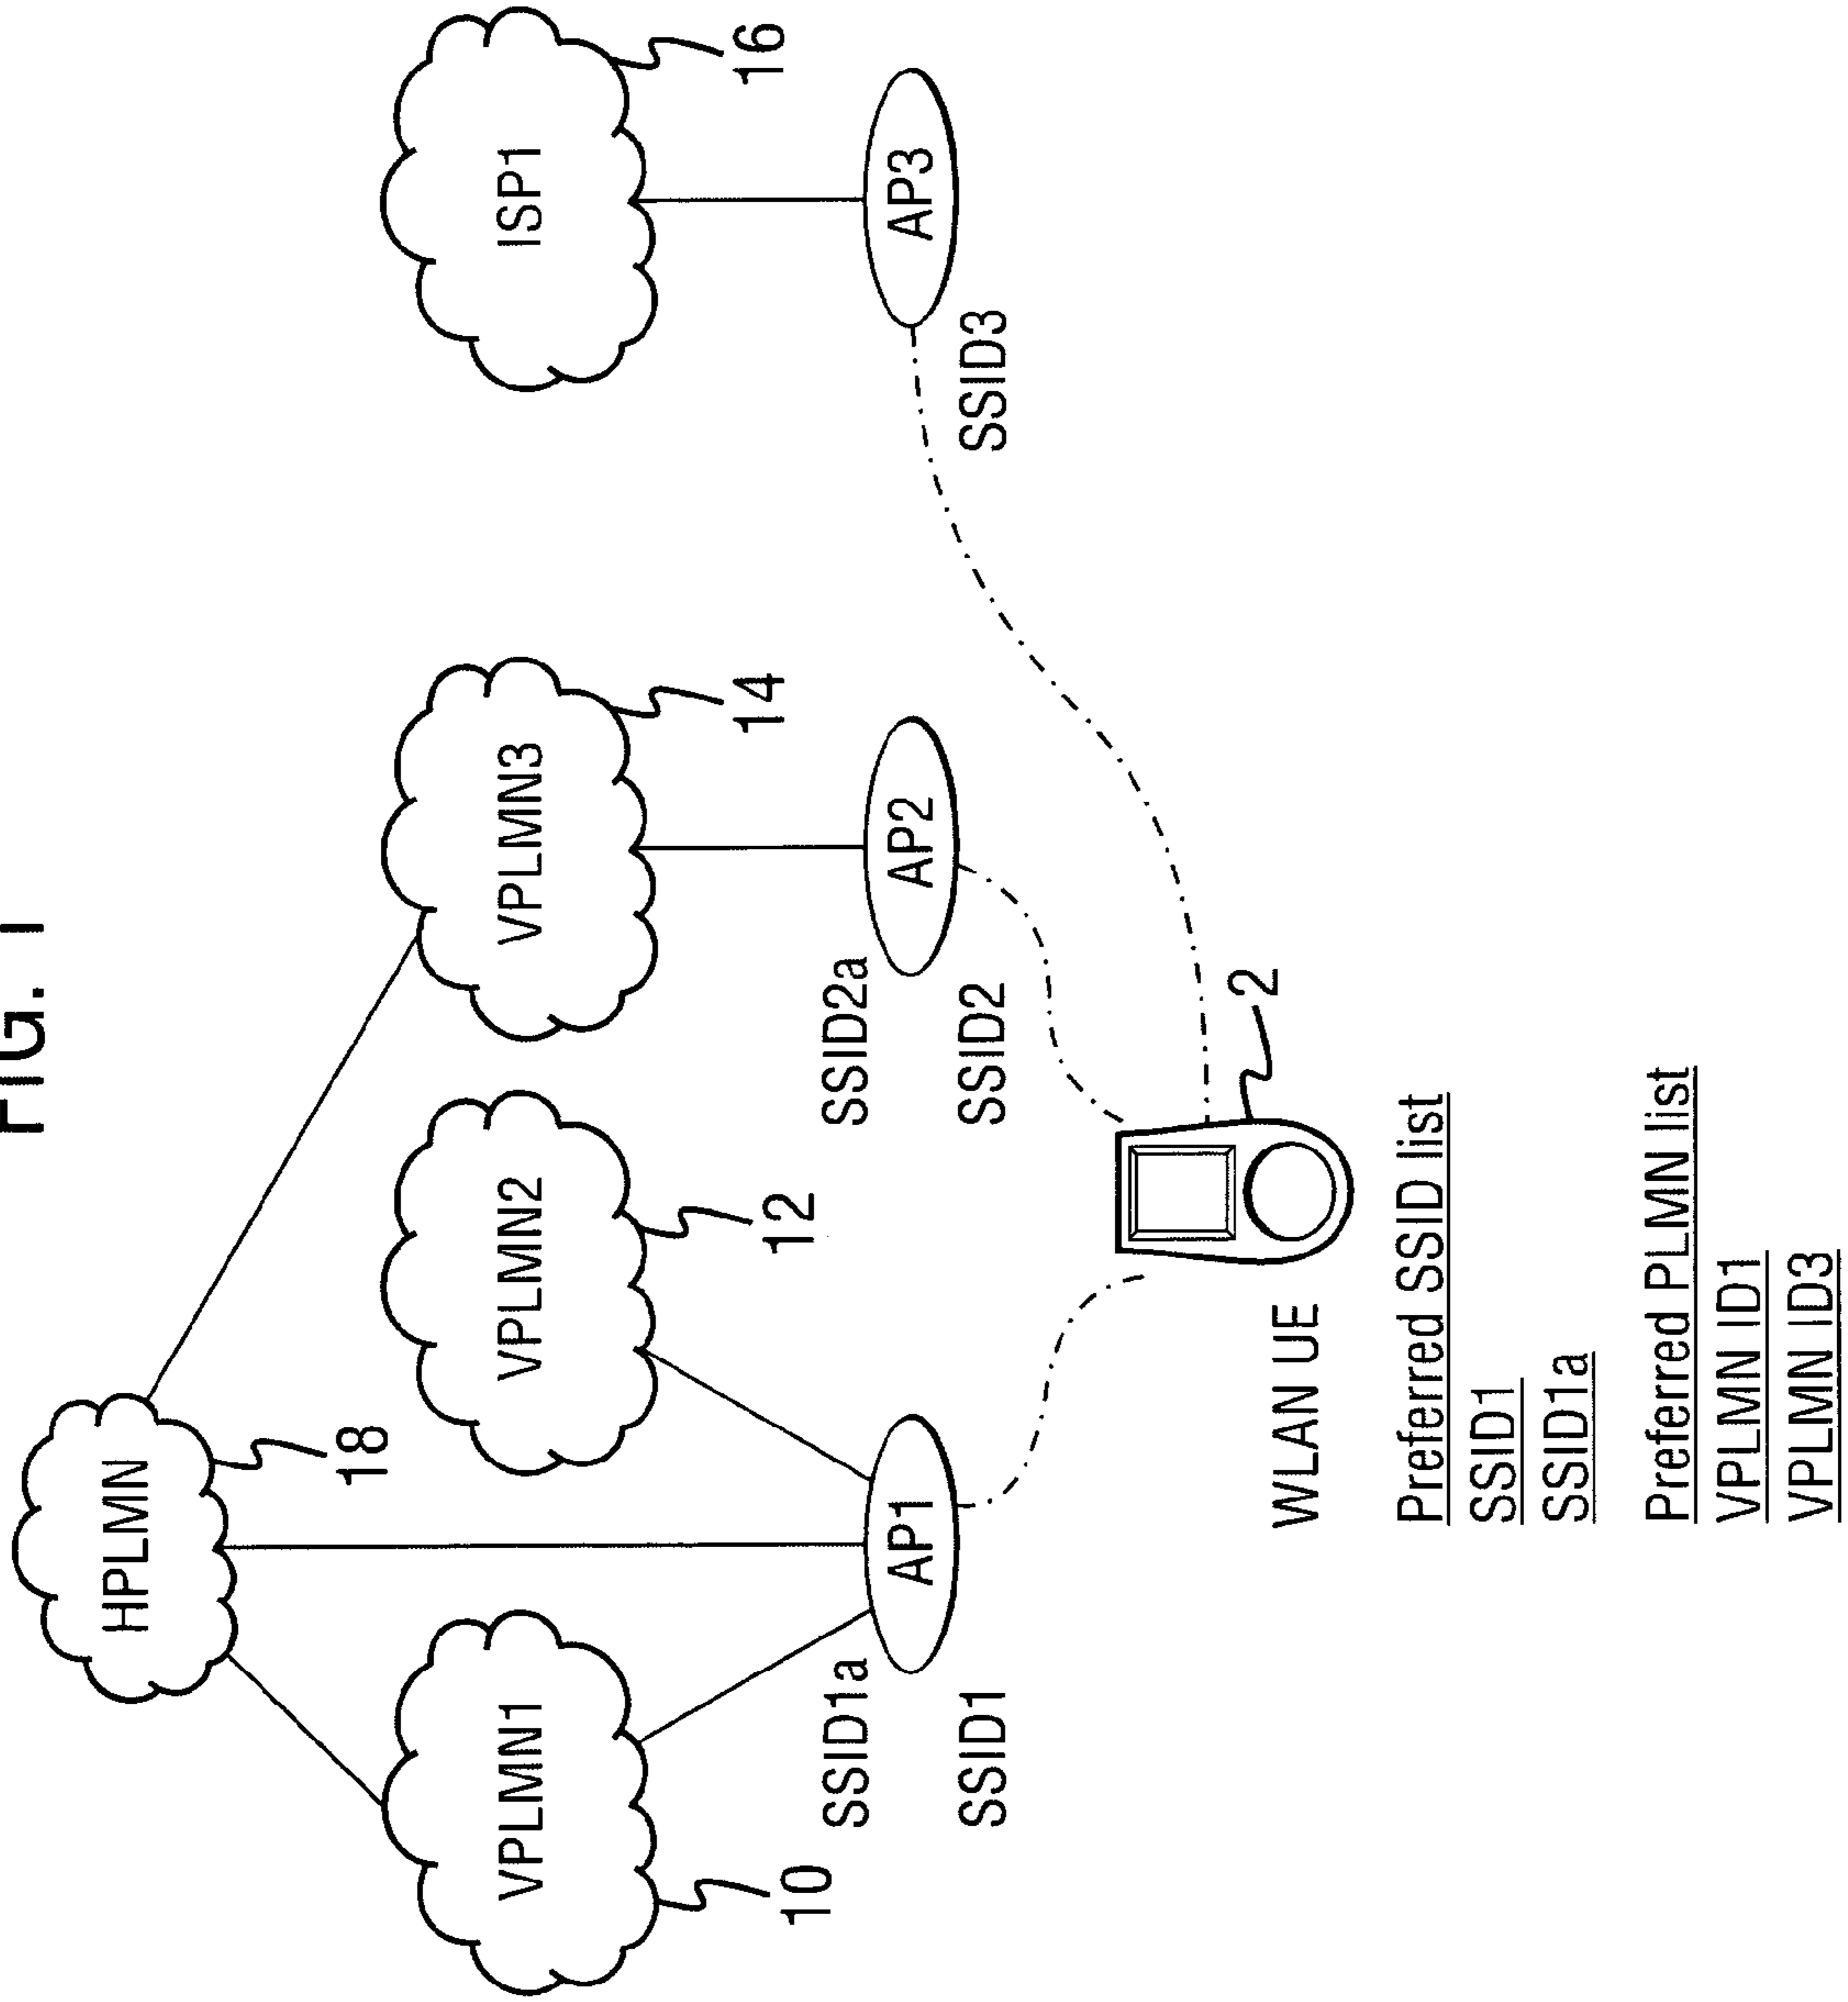 FIG. 1
HPLMN
18
VPLMN1
VPLMN2
VPLMN3
ISP1
10
12
14
16
SSID1a
SSID2a
AP1
AP2
AP3
SSID1
SSID2
SSID3
2
WLAN UE
Preferred SSID list
SSID1
SSID1a
Preferred PLMN list
VPLMN ID1
VPLMN ID3